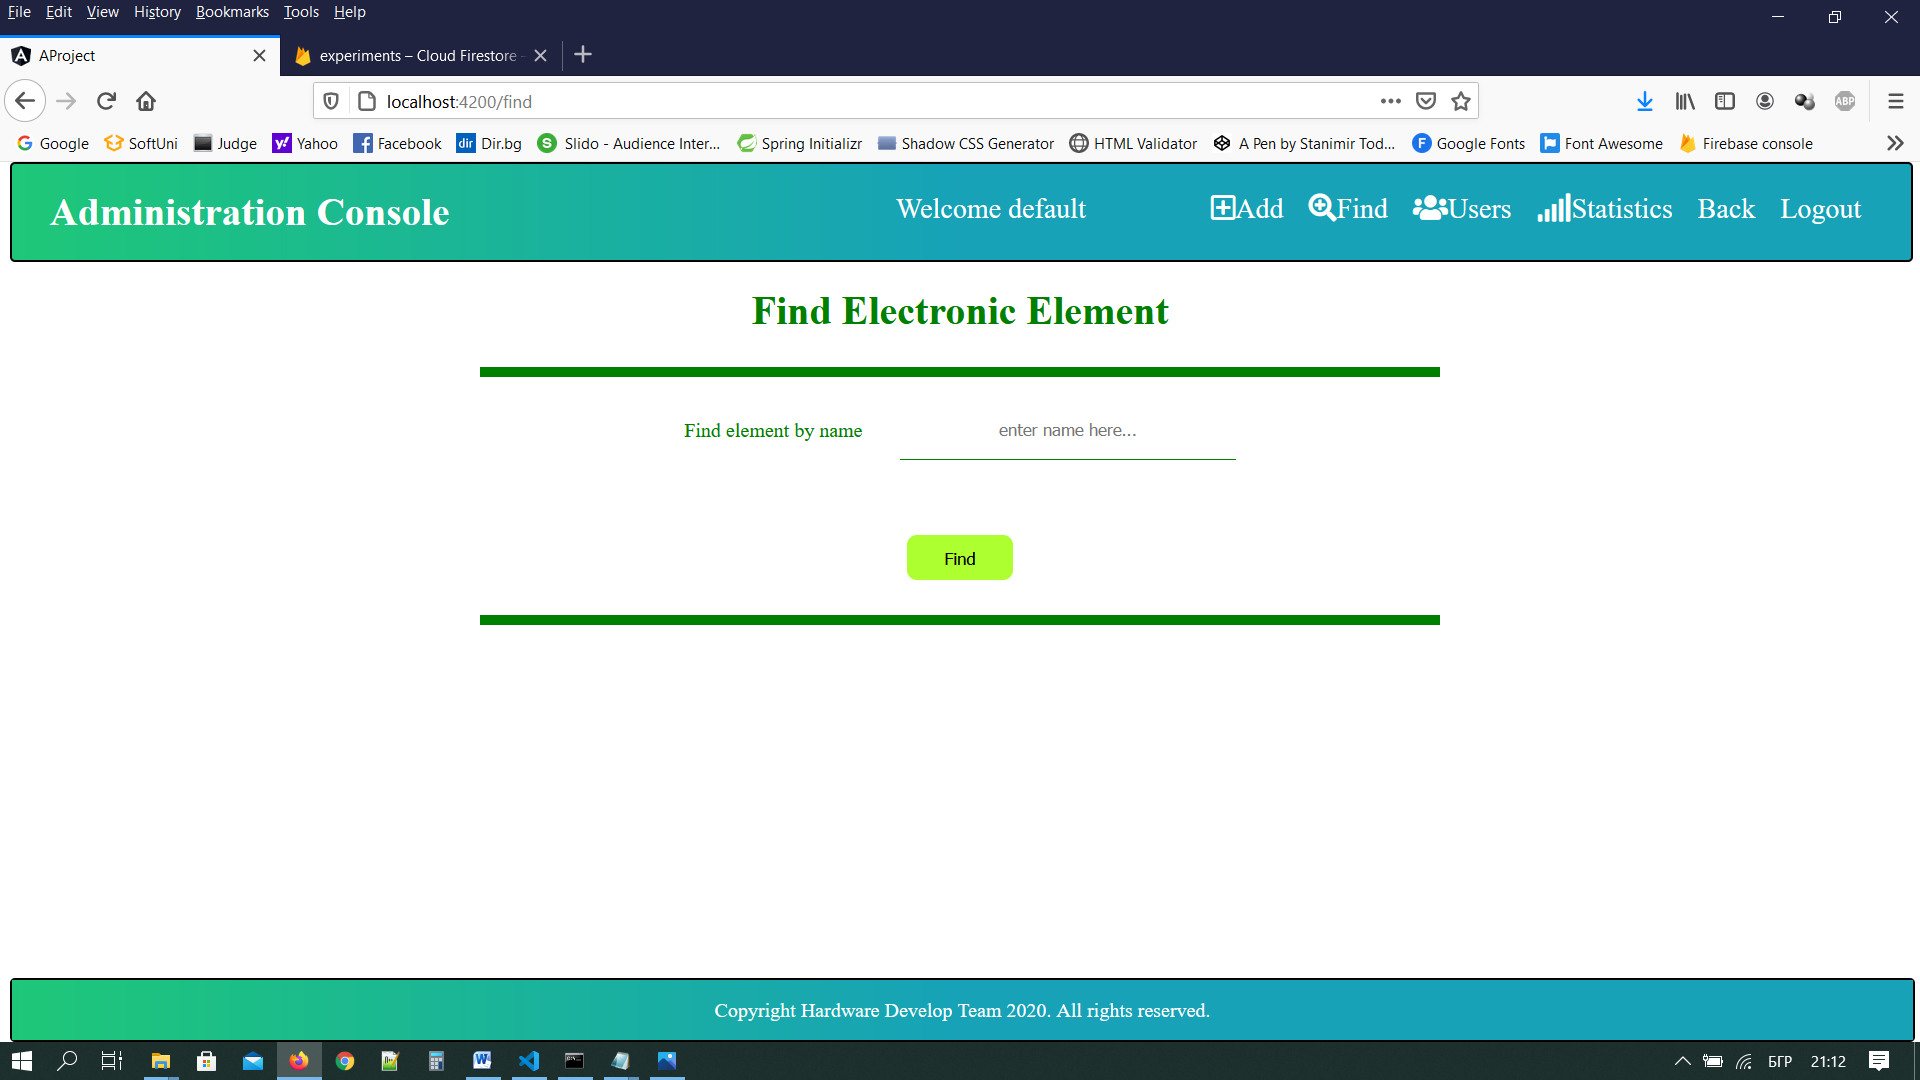 File Edit View History Bookmarks Tools Help
AProject experiments – Cloud Firestore
localhost:4200/find
ABP
Google SoftUni Judge Yahoo Facebook Dir.bg Slido - Audience Inter... Spring Initializr Shadow CSS Generator HTML Validator A Pen by Stanimir Tod... Google Fonts Font Awesome Firebase console
Administration Console Welcome default Add Find Users Statistics Back Logout
Find Electronic Element
Find element by name enter name here...
Find
Copyright Hardware Develop Team 2020. All rights reserved.
БГР 21:12